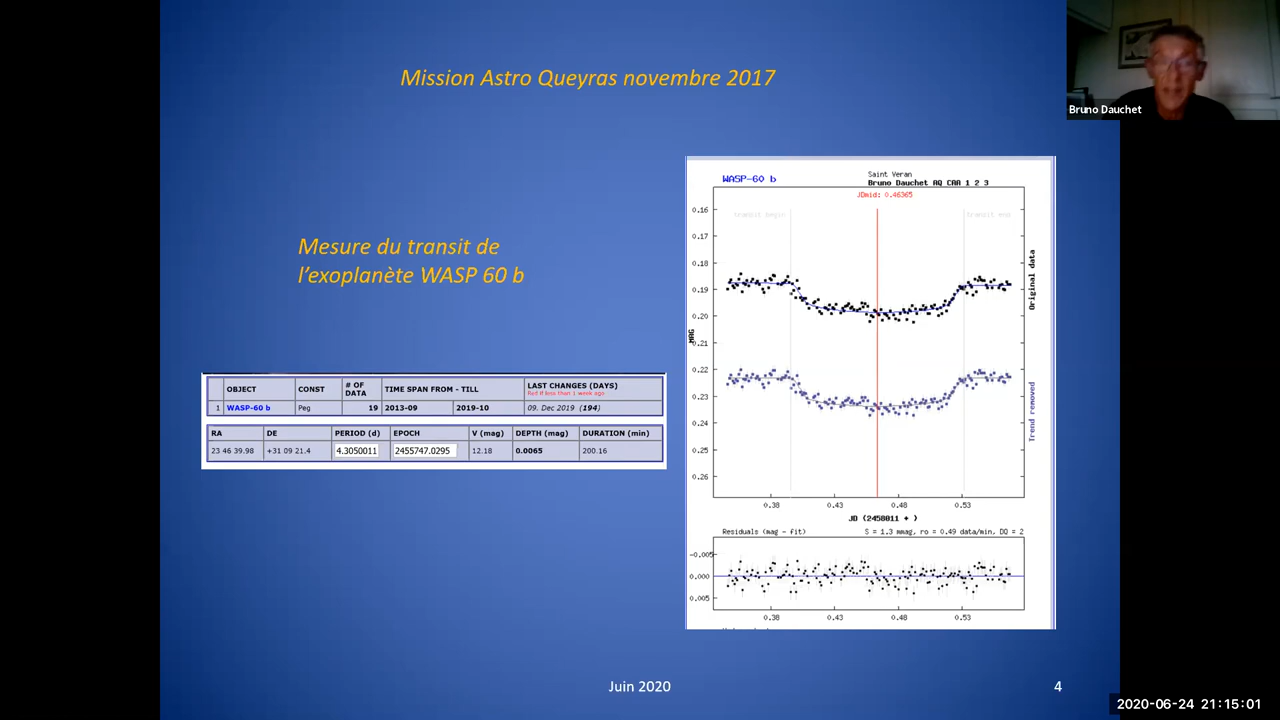 Mission Astro Queyras novembre 2017
Bruno Dauchet
Mesure du transit de
l'exoplanète WASP 60 b
OBJECT CONST # OF DATA TIME SPAN FROM - TILL LAST CHANGES (DAYS)
Red if less than 1 week ago
1 WASP-60 b Peg 19 2013-09 2019-10 09. Dec 2019 (194)
RA DE PERIOD (d) EPOCH V (mag) DEPTH (mag) DURATION (min)
23 46 39.98 +31 09 21.4 4.3050011 2455747.0295 12.18 0.0065 200.16
WASP-60 b
Saint Veran
Bruno Dauchet AQ CAA 1 2 3
JDmid: 0.46365
transit begin
transit end
0.16
0.17
0.18
0.19
0.20
0.21
0.22
0.23
0.24
0.25
0.26
MAG
Original data
Trend removed
0.38 0.43 0.48 0.53
JD (2458011 + )
Residuals (mag - fit) S = 1.3 mmag, ro = 0.49 data/min, DQ = 2
-0.005
0.000
0.005
0.38 0.43 0.48 0.53
Juin 2020
4
2020-06-24 21:15:01